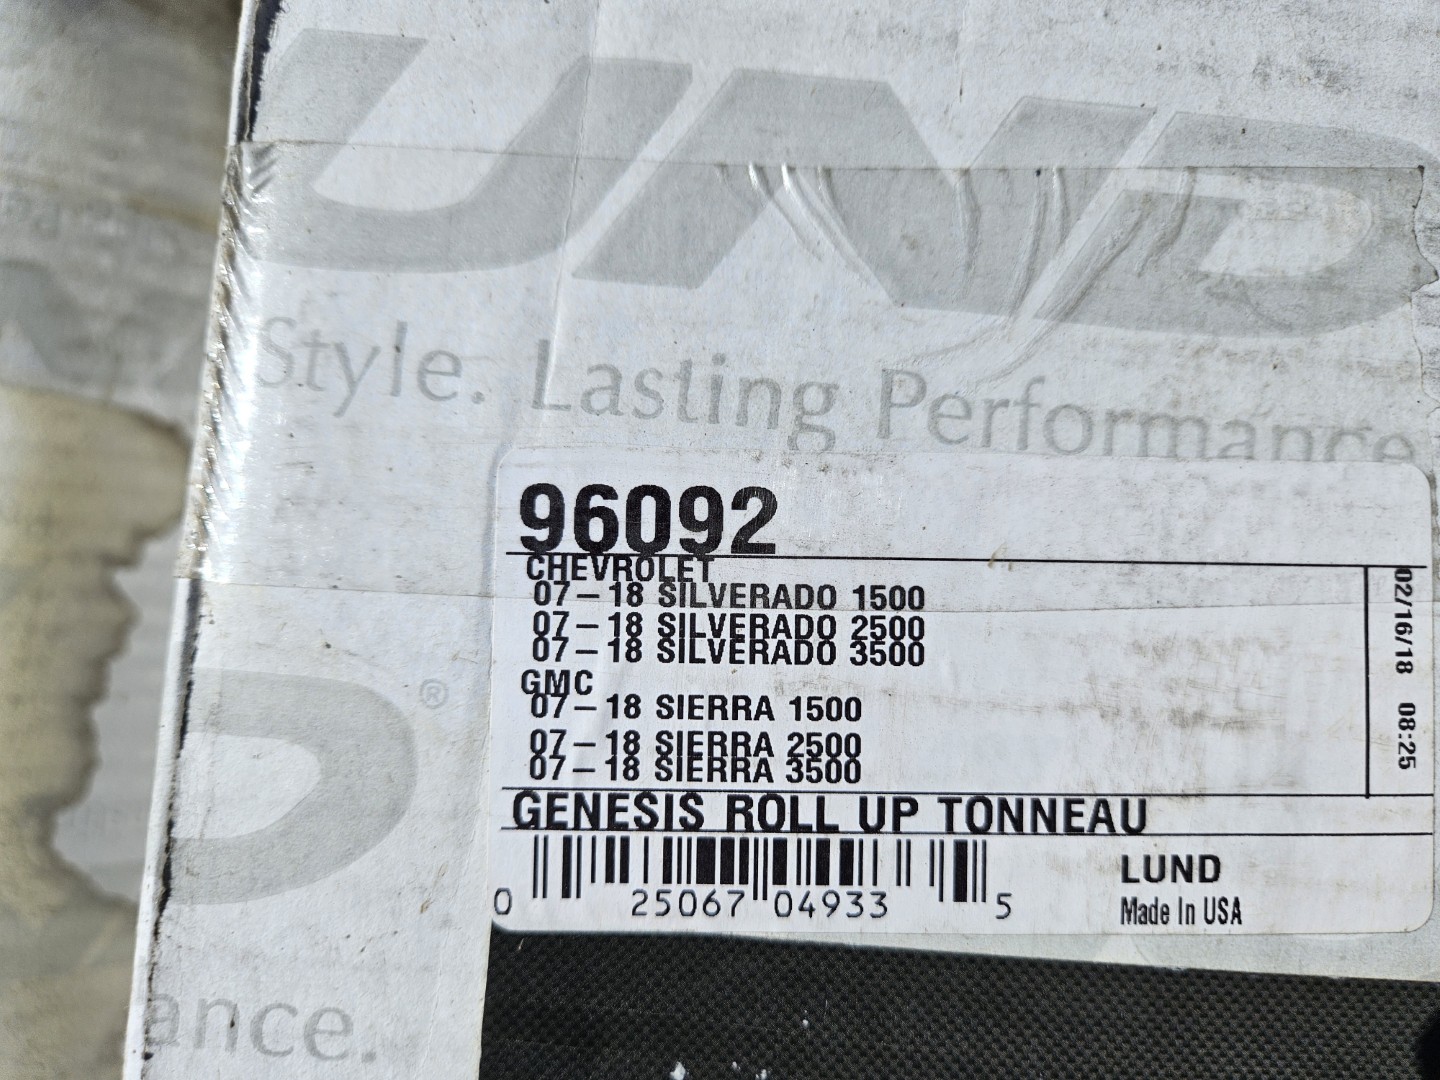 UND
Style. Lasting Performance
96092
CHEVROLET
07-18 SILVERADO 1500
07-18 SILVERADO 2500
07-18 SILVERADO 3500
GMC
07-18 SIERRA 1500
07-18 SIERRA 2500
07-18 SIERRA 3500
02/16/18 08:25
GENESIS ROLL UP TONNEAU
0 25067 04933 5
LUND
Made In USA
D®
ance.